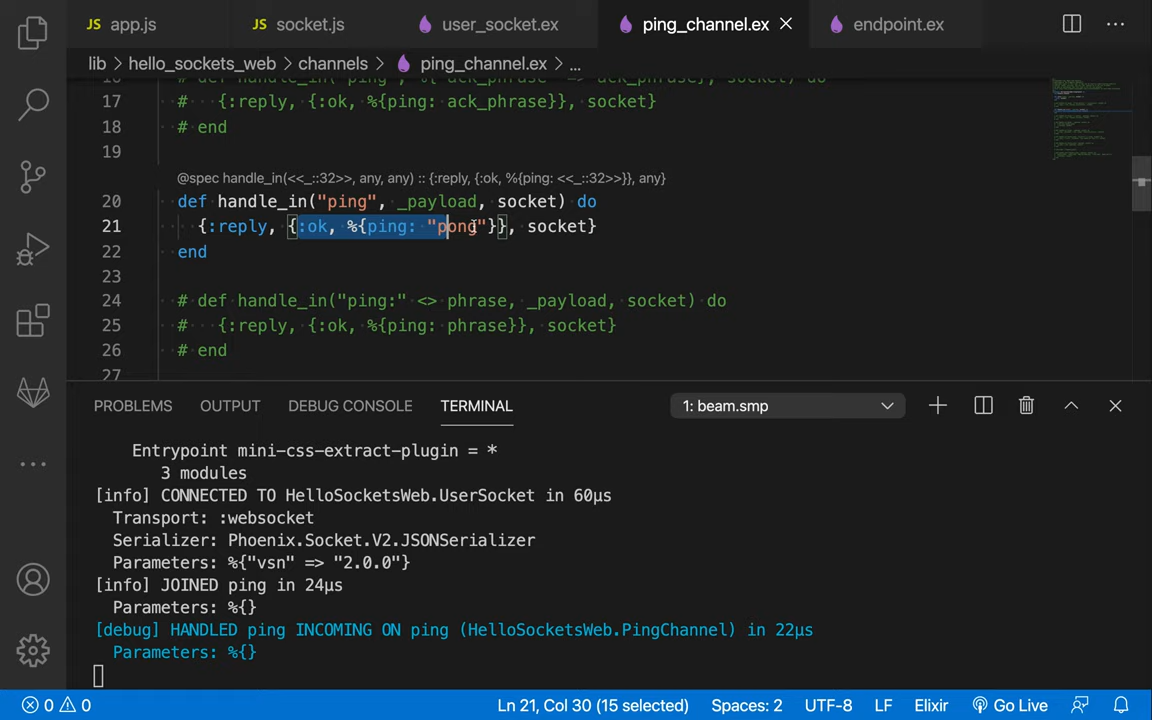 JS app.js
JS socket.js
user_socket.ex
ping_channel.ex
endpoint.ex
lib > hello_sockets_web > channels > ping_channel.ex > ...
17 #   {:reply, {:ok, %{ping: ack_phrase}}, socket}
18 # end
19
@spec handle_in(<<_::32>>, any, any) :: {:reply, {:ok, %{ping: <<_::32>>}}, any}
20 def handle_in("ping", _payload, socket) do
21   {:reply, {:ok, %{ping: "pong"}}, socket}
22 end
23
24 # def handle_in("ping:" <> phrase, _payload, socket) do
25 #   {:reply, {:ok, %{ping: phrase}}, socket}
26 # end
27
PROBLEMS OUTPUT DEBUG CONSOLE TERMINAL 1: beam.smp
Entrypoint mini-css-extract-plugin = *
3 modules
[info] CONNECTED TO HelloSocketsWeb.UserSocket in 60µs
Transport: :websocket
Serializer: Phoenix.Socket.V2.JSONSerializer
Parameters: %{"vsn" => "2.0.0"}
[info] JOINED ping in 24µs
Parameters: %{}
[debug] HANDLED ping INCOMING ON ping (HelloSocketsWeb.PingChannel) in 22µs
Parameters: %{}
0 0 Ln 21, Col 30 (15 selected) Spaces: 2 UTF-8 LF Elixir Go Live